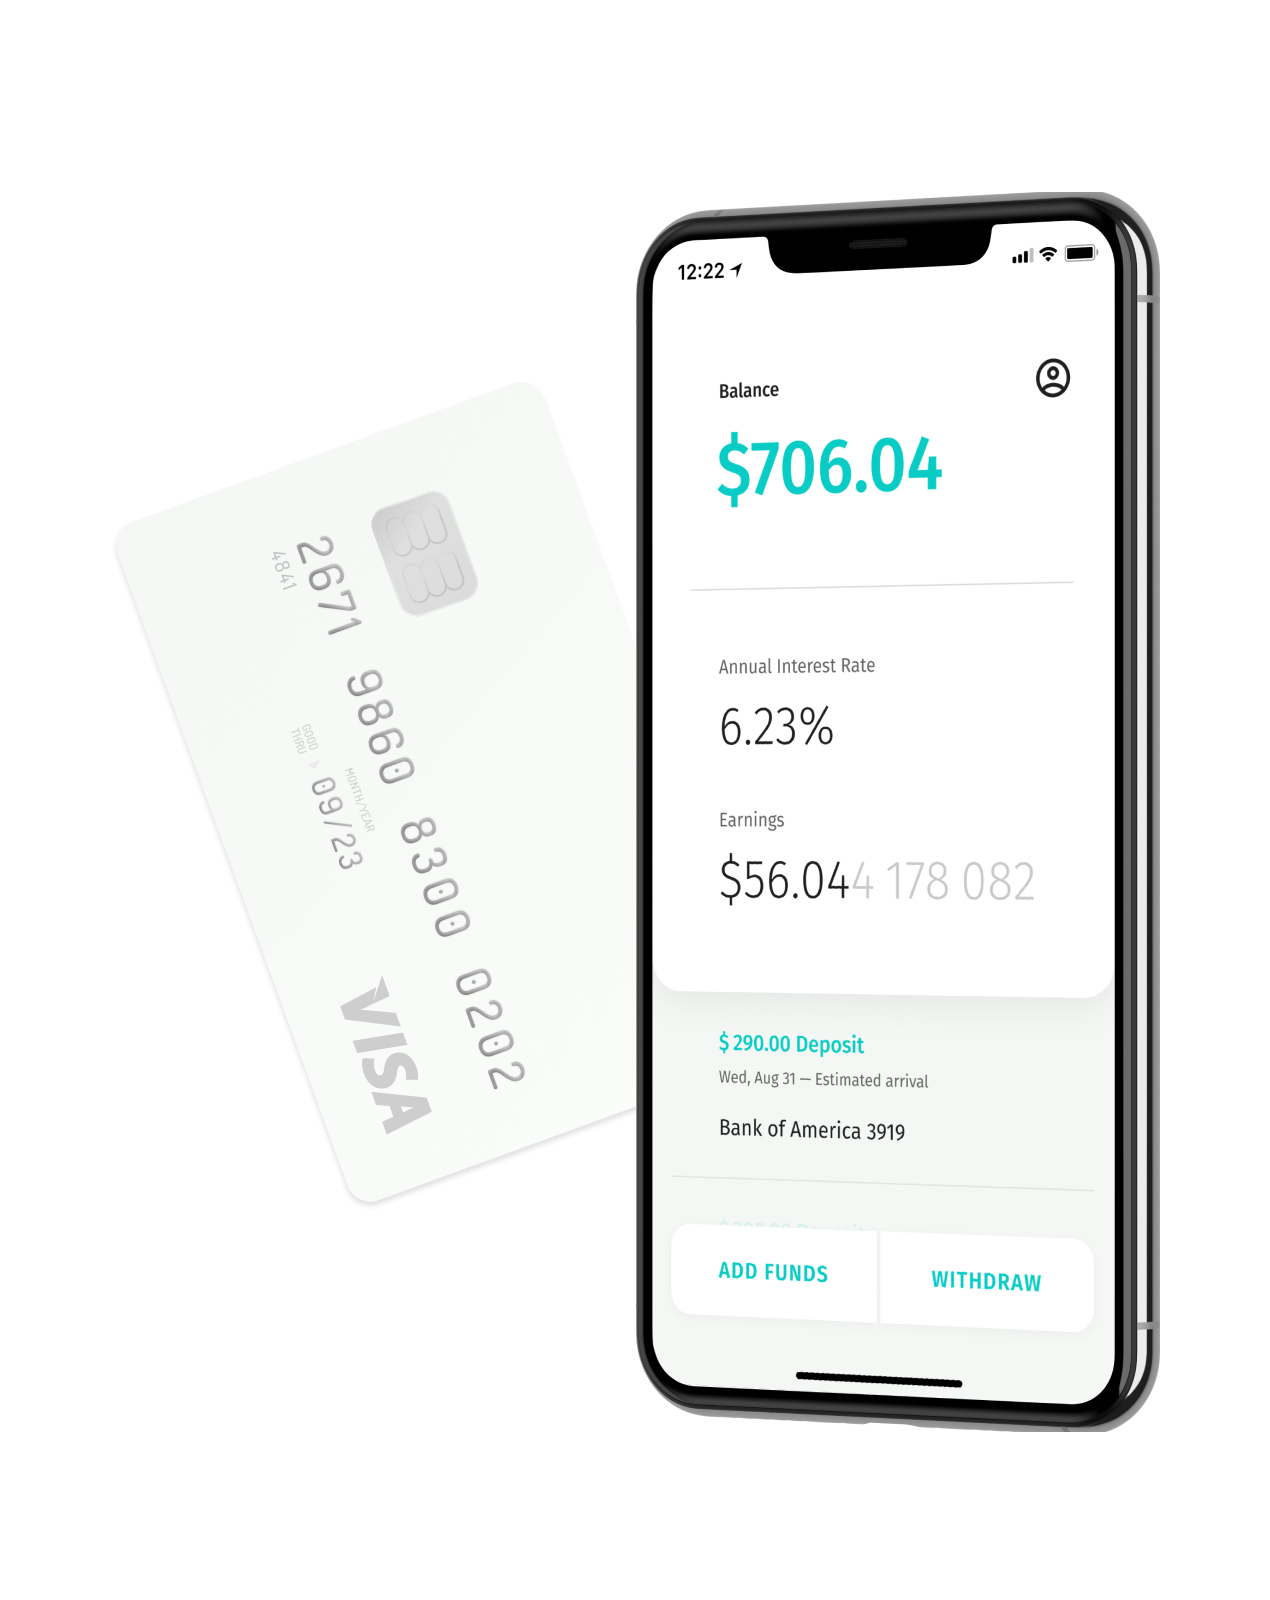 2671 9860 8300 0202
4841
MONTH/YEAR
GOOD
THRU
09/23
VISA
12:22
Balance
$706.04
Annual Interest Rate
6.23%
Earnings
$56.044 178 082
$ 290.00 Deposit
Wed, Aug 31 — Estimated arrival
Bank of America 3919
ADD FUNDS
WITHDRAW